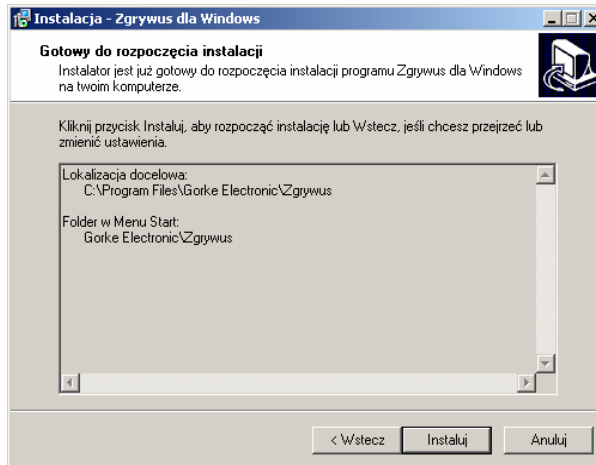 Instalacja - Zgrywus dla Windows
Gotowy do rozpoczęcia instalacji
Instalator jest już gotowy do rozpoczęcia instalacji programu Zgrywus dla Windows
na twoim komputerze.
Kliknij przycisk Instaluj, aby rozpocząć instalację lub Wstecz, jeśli chcesz przejrzeć lub
zmienić ustawienia.
Lokalizacja docelowa:
C:\Program Files\Gorke Electronic\Zgrywus
Folder w Menu Start:
Gorke Electronic\Zgrywus
< Wstecz Instaluj Anuluj